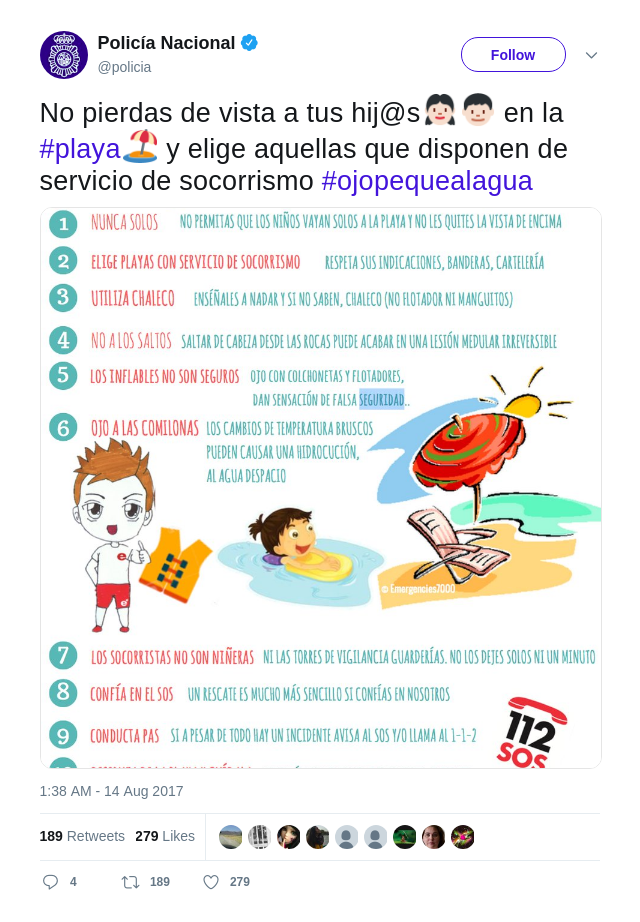 Policía Nacional
@policia
Follow
No pierdas de vista a tus hij@s👩🏻👦🏻 en la
#playa🏖️ y elige aquellas que disponen de
servicio de socorrismo #ojopequealagua
1 NUNCA SOLOS NO PERMITAS QUE LOS NIÑOS VAYAN SOLOS A LA PLAYA Y NO LES QUITES LA VISTA DE ENCIMA
2 ELIGE PLAYAS CON SERVICIO DE SOCORRISMO RESPETA SUS INDICACIONES, BANDERAS, CARTELERÍA
3 UTILIZA CHALECO ENSÉÑALES A NADAR Y SI NO SABEN, CHALECO (NO FLOTADOR NI MANGUITOS)
4 NO A LOS SALTOS SALTAR DE CABEZA DESDE LAS ROCAS PUEDE ACABAR EN UNA LESIÓN MEDULAR IRREVERSIBLE
5 LOS INFLABLES NO SON SEGUROS OJO CON COLCHONETAS Y FLOTADORES,
DAN SENSACIÓN DE FALSA SEGURIDAD..
6 OJO A LAS COMILONAS LOS CAMBIOS DE TEMPERATURA BRUSCOS
PUEDEN CAUSAR UNA HIDROCUCIÓN,
AL AGUA DESPACIO
e
e
© Emergencies7000
7 LOS SOCORRISTAS NO SON NIÑERAS NI LAS TORRES DE VIGILANCIA GUARDERÍAS. NO LOS DEJES SOLOS NI UN MINUTO
8 CONFÍA EN EL SOS UN RESCATE ES MUCHO MÁS SENCILLO SI CONFÍAS EN NOSOTROS
9 CONDUCTA PAS SI A PESAR DE TODO HAY UN INCIDENTE AVISA AL SOS Y/O LLAMA AL 1-1-2
112
SOS
1:38 AM - 14 Aug 2017
189 Retweets 279 Likes
4 189 279